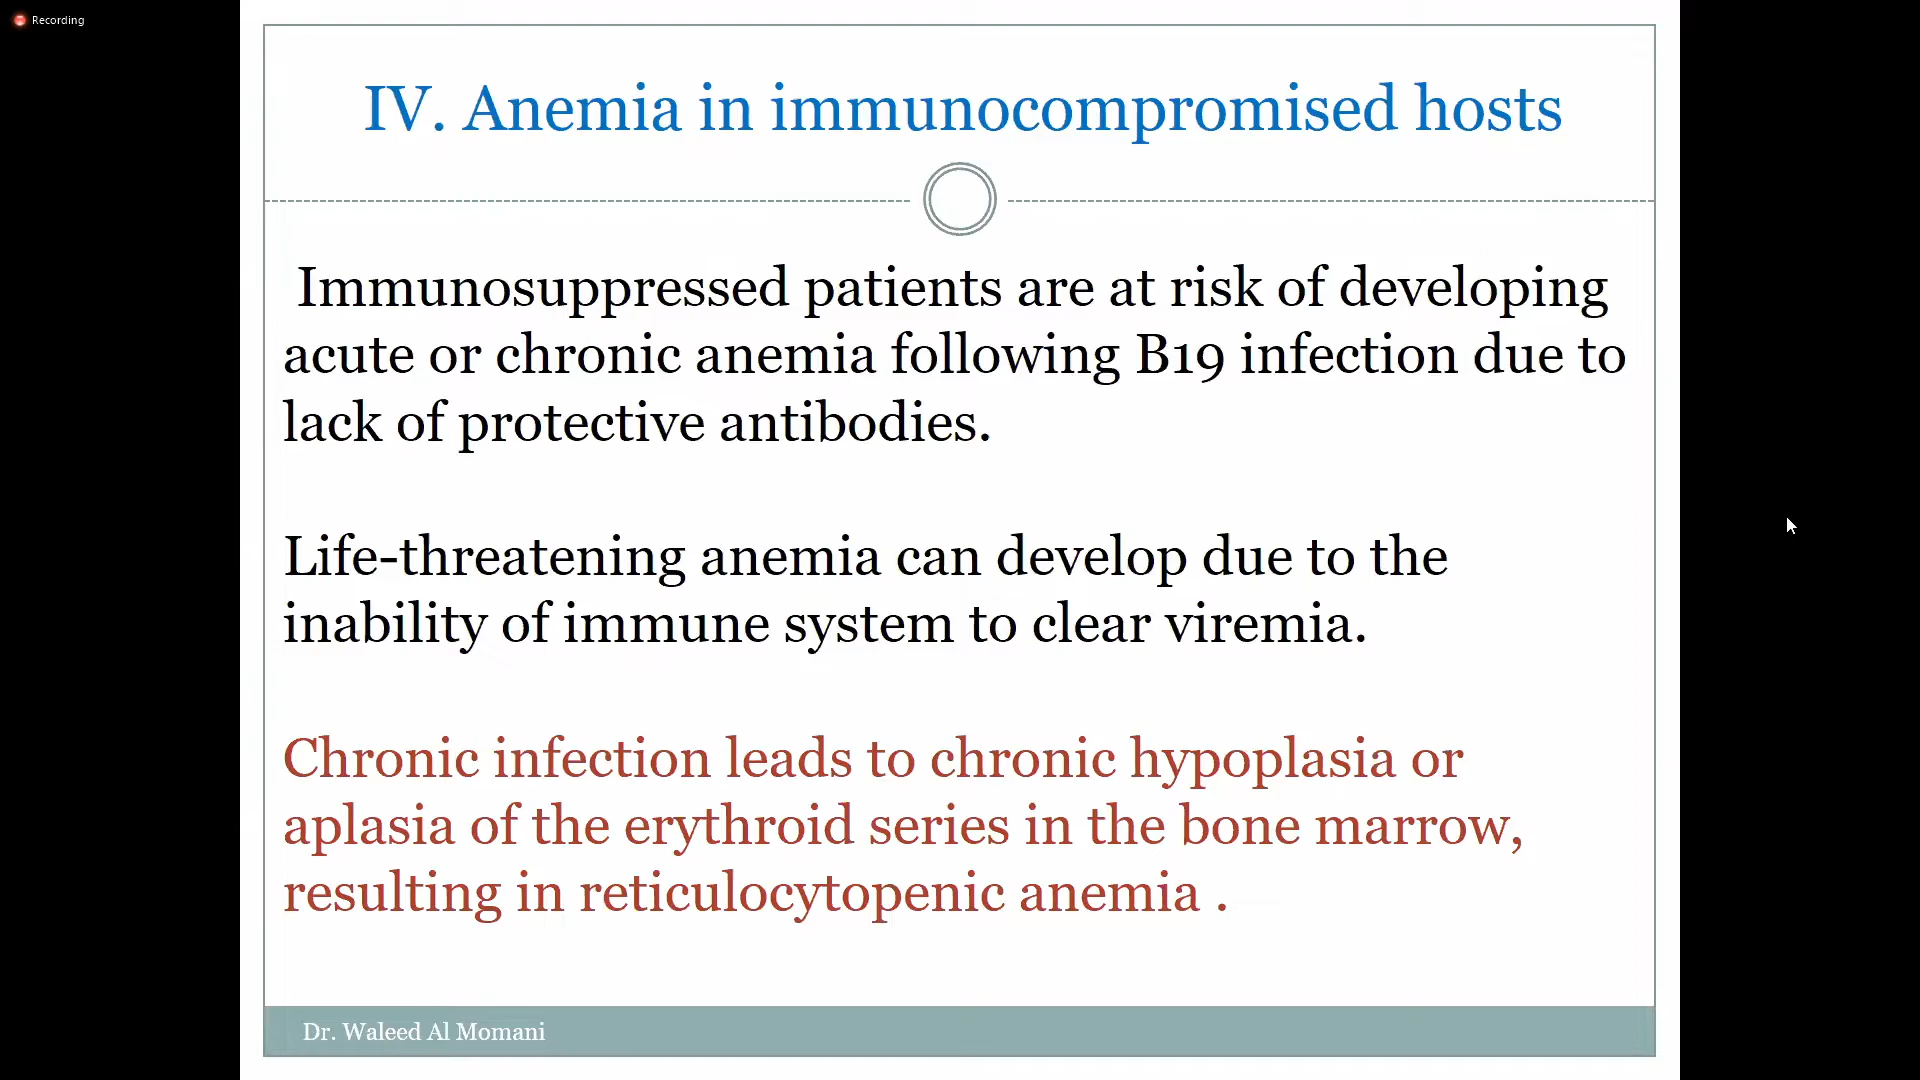 Recording
IV. Anemia in immunocompromised hosts
Immunosuppressed patients are at risk of developing
acute or chronic anemia following B19 infection due to
lack of protective antibodies.
Life-threatening anemia can develop due to the
inability of immune system to clear viremia.
Chronic infection leads to chronic hypoplasia or
aplasia of the erythroid series in the bone marrow,
resulting in reticulocytopenic anemia .
Dr. Waleed Al Momani